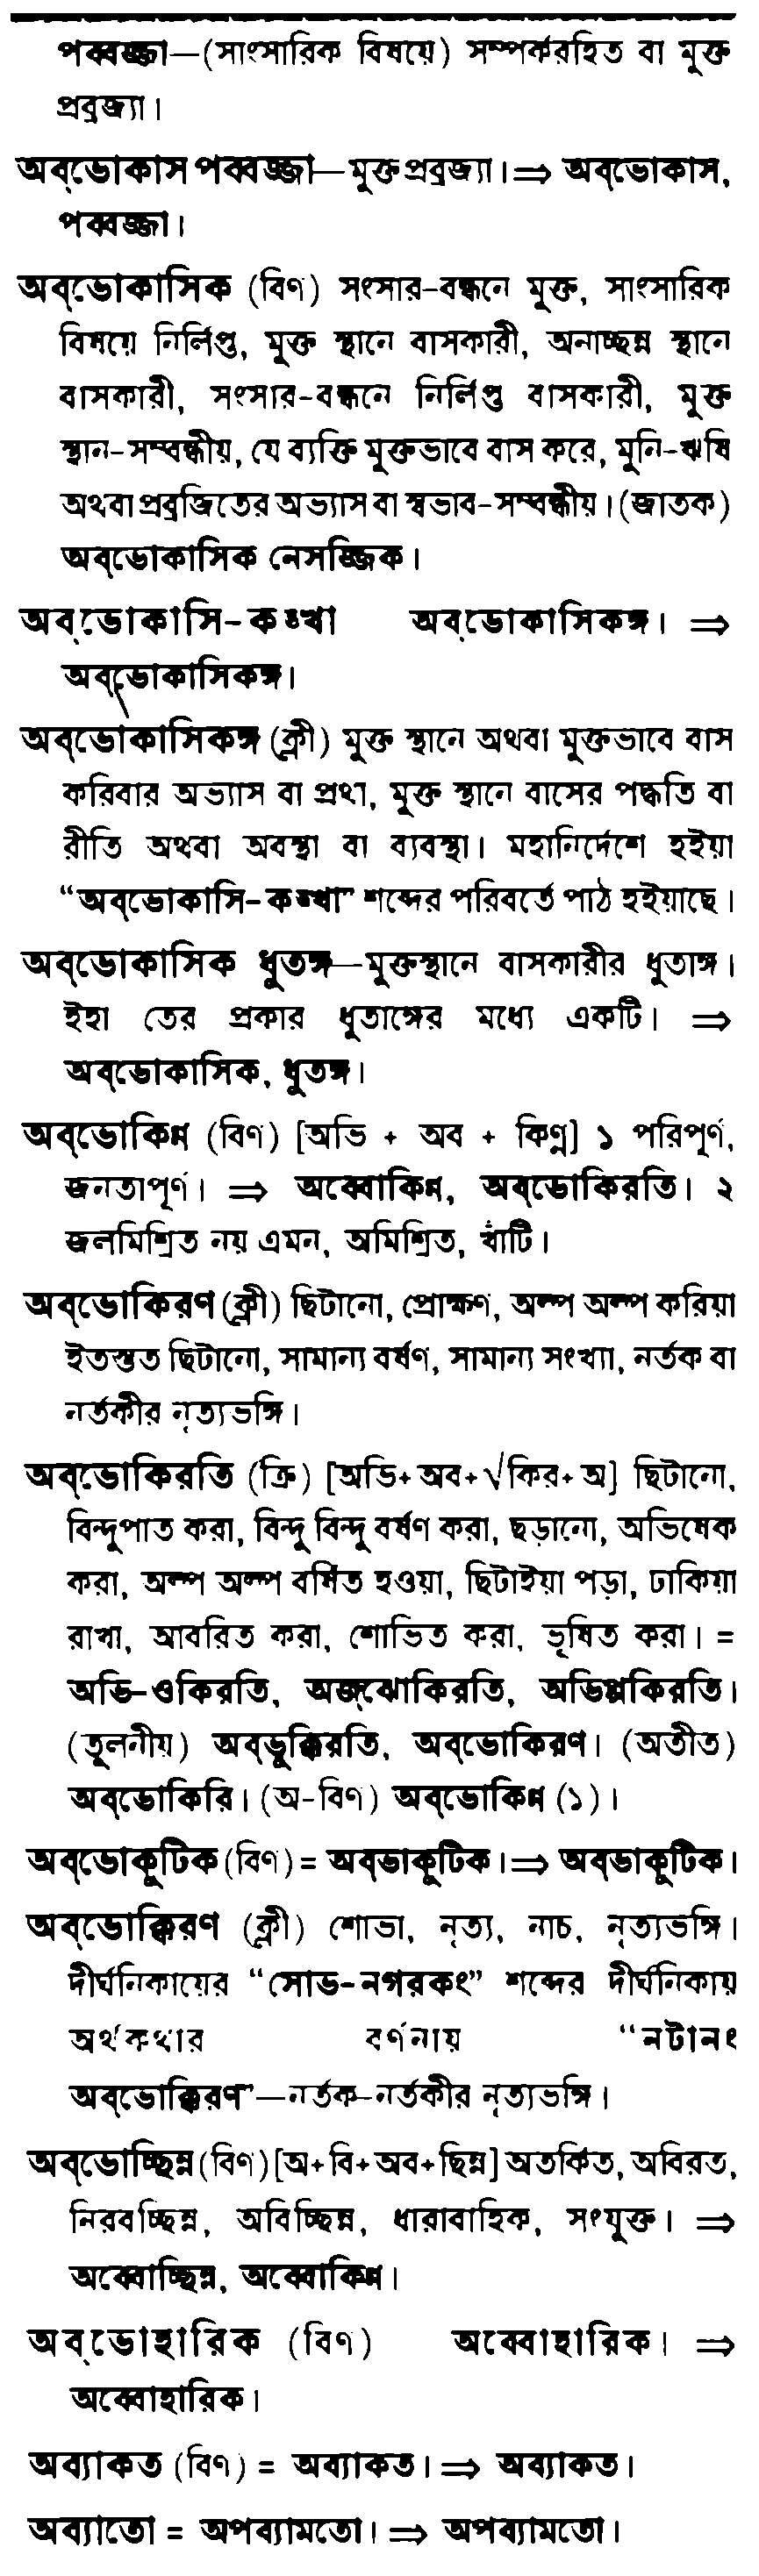 পব্বজ্জা—(সাংসারিক বিষয়ে) সম্পর্করহিত বা মুক্ত
প্রব্রজ্যা।
অব্‌ভোকাস পব্বজ্জা—মুক্ত প্রব্রজ্যা।⇒ অব্‌ভোকাস,
পব্বজ্জা।
অব্‌ভোকাসিক (বিণ) সংসার-বন্ধনে মুক্ত, সাংসারিক
বিষয়ে নির্লিপ্ত, মুক্ত স্থানে বাসকারী, অনাচ্ছন্ন স্থানে
বাসকারী, সংসার-বন্ধনে নির্লিপ্ত বাসকারী, মুক্ত
স্থান-সম্বন্ধীয়, যে ব্যক্তি মুক্তভাবে বাস করে, মুনি-ঋষি
অথবা প্রব্রজিতের অভ্যাস বা স্বভাব-সম্বন্ধীয়। (জাতক)
অব্‌ভোকাসিক নেসজ্জিক।
অব্‌ভোকাসি-কঙ্খা অব্‌ভোকাসিকঙ্গ। ⇒
অব্‌ভোকাসিকঙ্গ।
অব্‌ভোকাসিকঙ্গ (ক্লী) মুক্ত স্থানে অথবা মুক্তভাবে বাস
করিবার অভ্যাস বা প্রথা, মুক্ত স্থানে বাসের পদ্ধতি বা
রীতি অথবা অবস্থা বা ব্যবস্থা। মহানির্দেশে হইয়া
“অব্‌ভোকাসি-কঙ্খা” শব্দের পরিবর্তে পাঠ হইয়াছে।
অব্‌ভোকাসিক ধুতঙ্গ—মুক্তস্থানে বাসকারীর ধুতাঙ্গ।
ইহা তের প্রকার ধুতাঙ্গের মধ্যে একটি। ⇒
অব্‌ভোকাসিক, ধুতঙ্গ।
অব্‌ভোকিণ্ন (বিণ) [অভি + অব + কিণ্ন] ১ পরিপূর্ণ,
জনতাপূর্ণ। ⇒ অব্বোকিণ্ন, অব্‌ভোকিরতি। ২
জলমিশ্রিত নয় এমন, অমিশ্রিত, খাঁটি।
অব্‌ভোকিরণ (ক্লী) ছিটানো, প্রোক্ষণ, অল্প অল্প করিয়া
ইতস্তত ছিটানো, সামান্য বর্ষণ, সামান্য সংখ্যা, নর্তক বা
নর্তকীর নৃত্যভঙ্গি।
অব্‌ভোকিরতি (ক্রি) [অভি+অব+√কির+অ] ছিটানো,
বিন্দুপাত করা, বিন্দু বিন্দু বর্ষণ করা, ছড়ানো, অভিষেক
করা, অল্প অল্প বর্ষিত হওয়া, ছিটাইয়া পড়া, ঢাকিয়া
রাখা, আবরিত করা, শোভিত করা, ভূষিত করা। =
অভি-ওকিরতি, অজ্‌ঝোকিরতি, অভিপ্পকিরতি।
(তুলনীয়) অব্‌ভুক্কিরতি, অব্‌ভোকিরণ। (অতীত)
অব্‌ভোকিরি। (অ-বিণ) অব্‌ভোকিণ্ন (১)।
অব্‌ভোকুটিক (বিণ) = অব্‌ভাকুটিক।⇒ অব্‌ভাকুটিক।
অব্‌ভোক্কিরণ (ক্লী) শোভা, নৃত্য, নাচ, নৃত্যভঙ্গি।
দীর্ঘনিকায়ের “সোভ-নগরকং” শব্দের দীর্ঘনিকায়
অর্থকথার বর্ণনায় “নটানং
অব্‌ভোক্কিরণ”—নর্তক-নর্তকীর নৃত্যভঙ্গি।
অব্‌ভোচ্ছিন্ন (বিণ) [অ+বি+অব+ছিন্ন] অতর্কিত, অবিরত,
নিরবচ্ছিন্ন, অবিচ্ছিন্ন, ধারাবাহিক, সংযুক্ত। ⇒
অব্বোচ্ছিন্ন, অব্বোকিণ্ন।
অব্‌ভোহারিক (বিণ) অব্বোহারিক। ⇒
অব্বোহারিক।
অব্যাকত (বিণ) = অব্যাকত।⇒ অব্যাকত।
অব্যাতো = অপব্যামতো।⇒ অপব্যামতো।